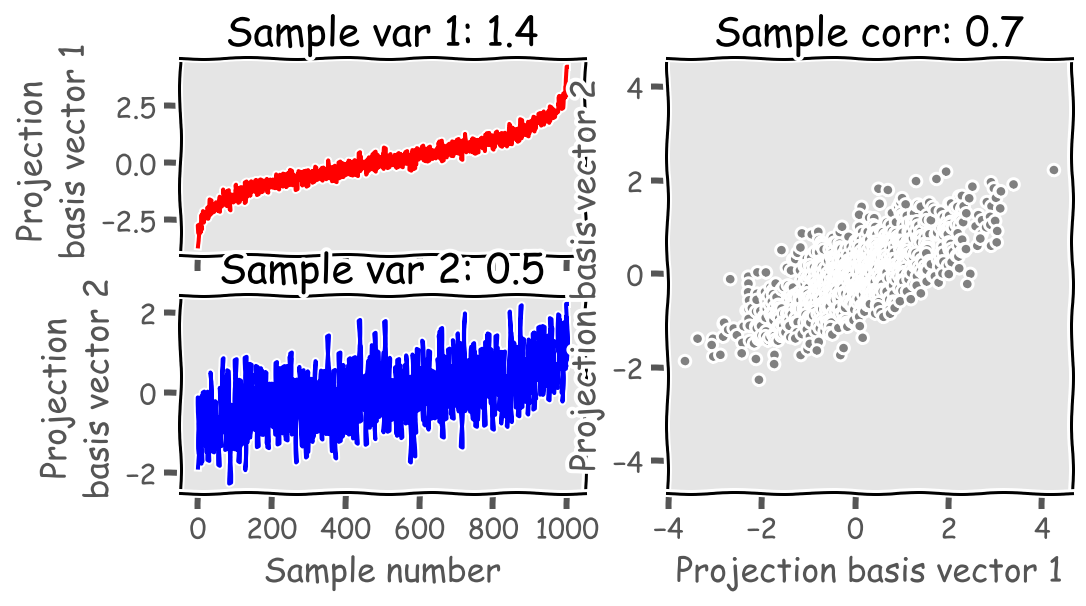 Sample var 1: 1.4
Projection
basis vector 1
2.5
0.0
−2.5
Sample var 2: 0.5
Projection
basis vector 2
2
0
−2
0 200 400 600 800 1000
Sample number
Sample corr: 0.7
Projection basis vector 2
4
2
0
−2
−4
−4 −2 0 2 4
Projection basis vector 1